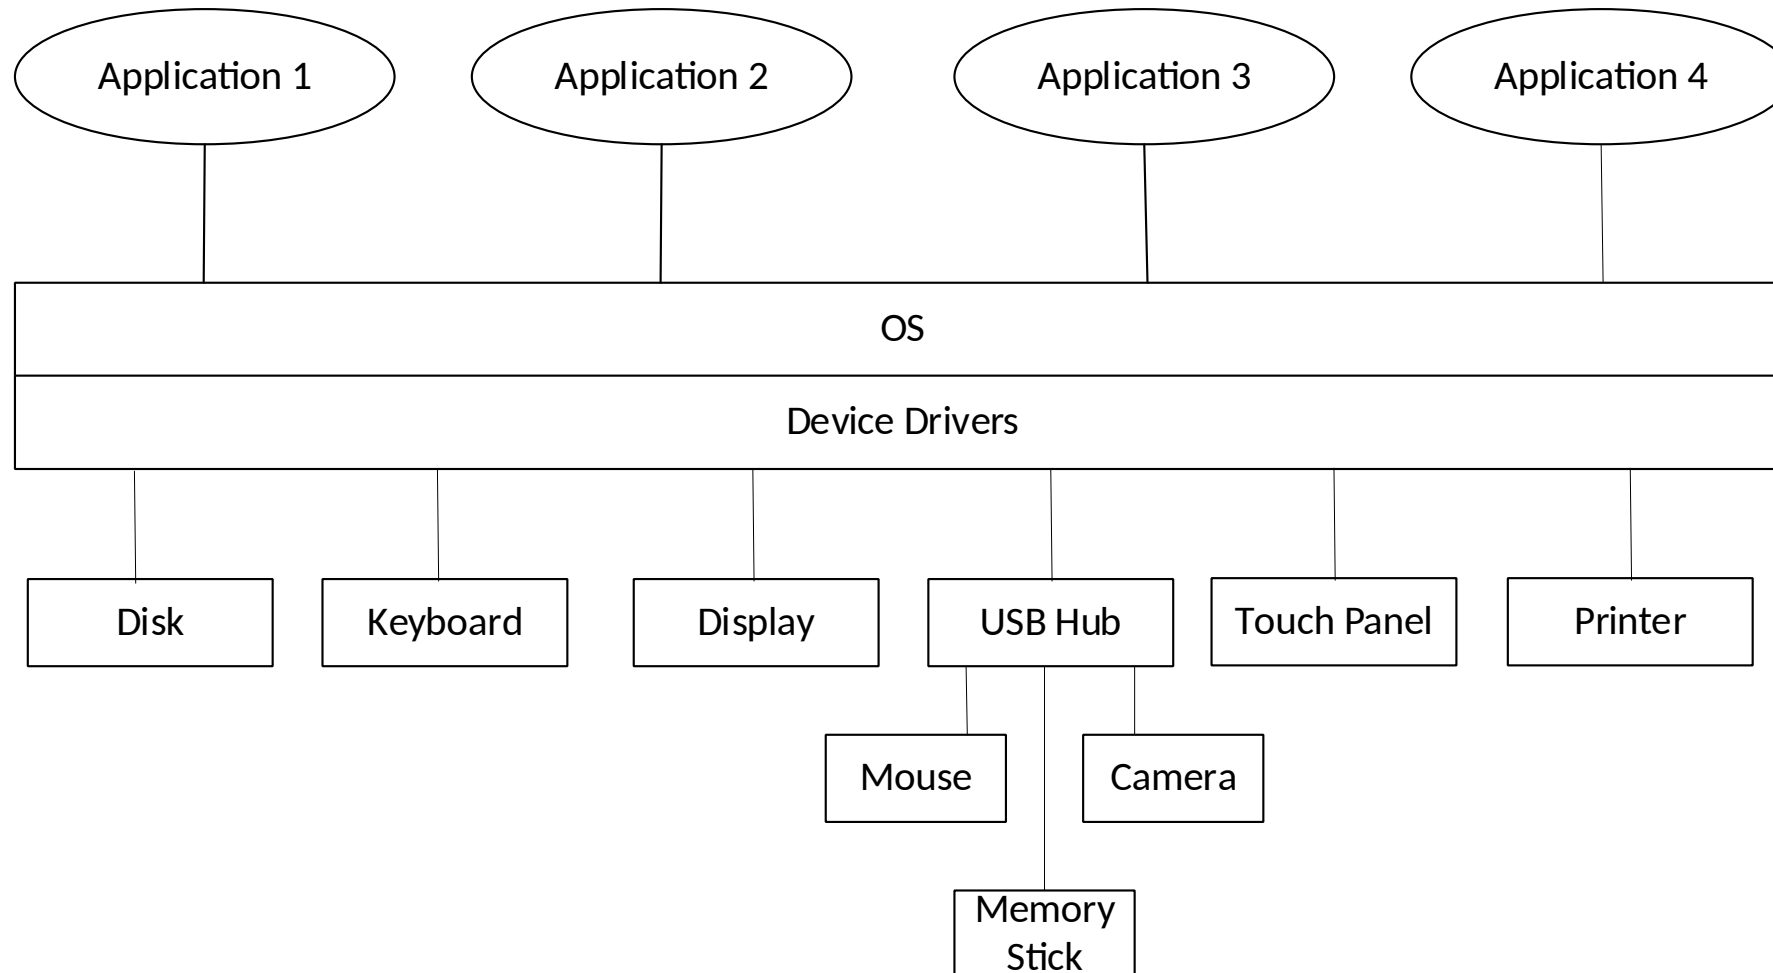 Application 1
Application 2
Application 3
Application 4
OS
Device Drivers
Disk
Keyboard
Display
USB Hub
Touch Panel
Printer
Mouse
Camera
Memory
Stick